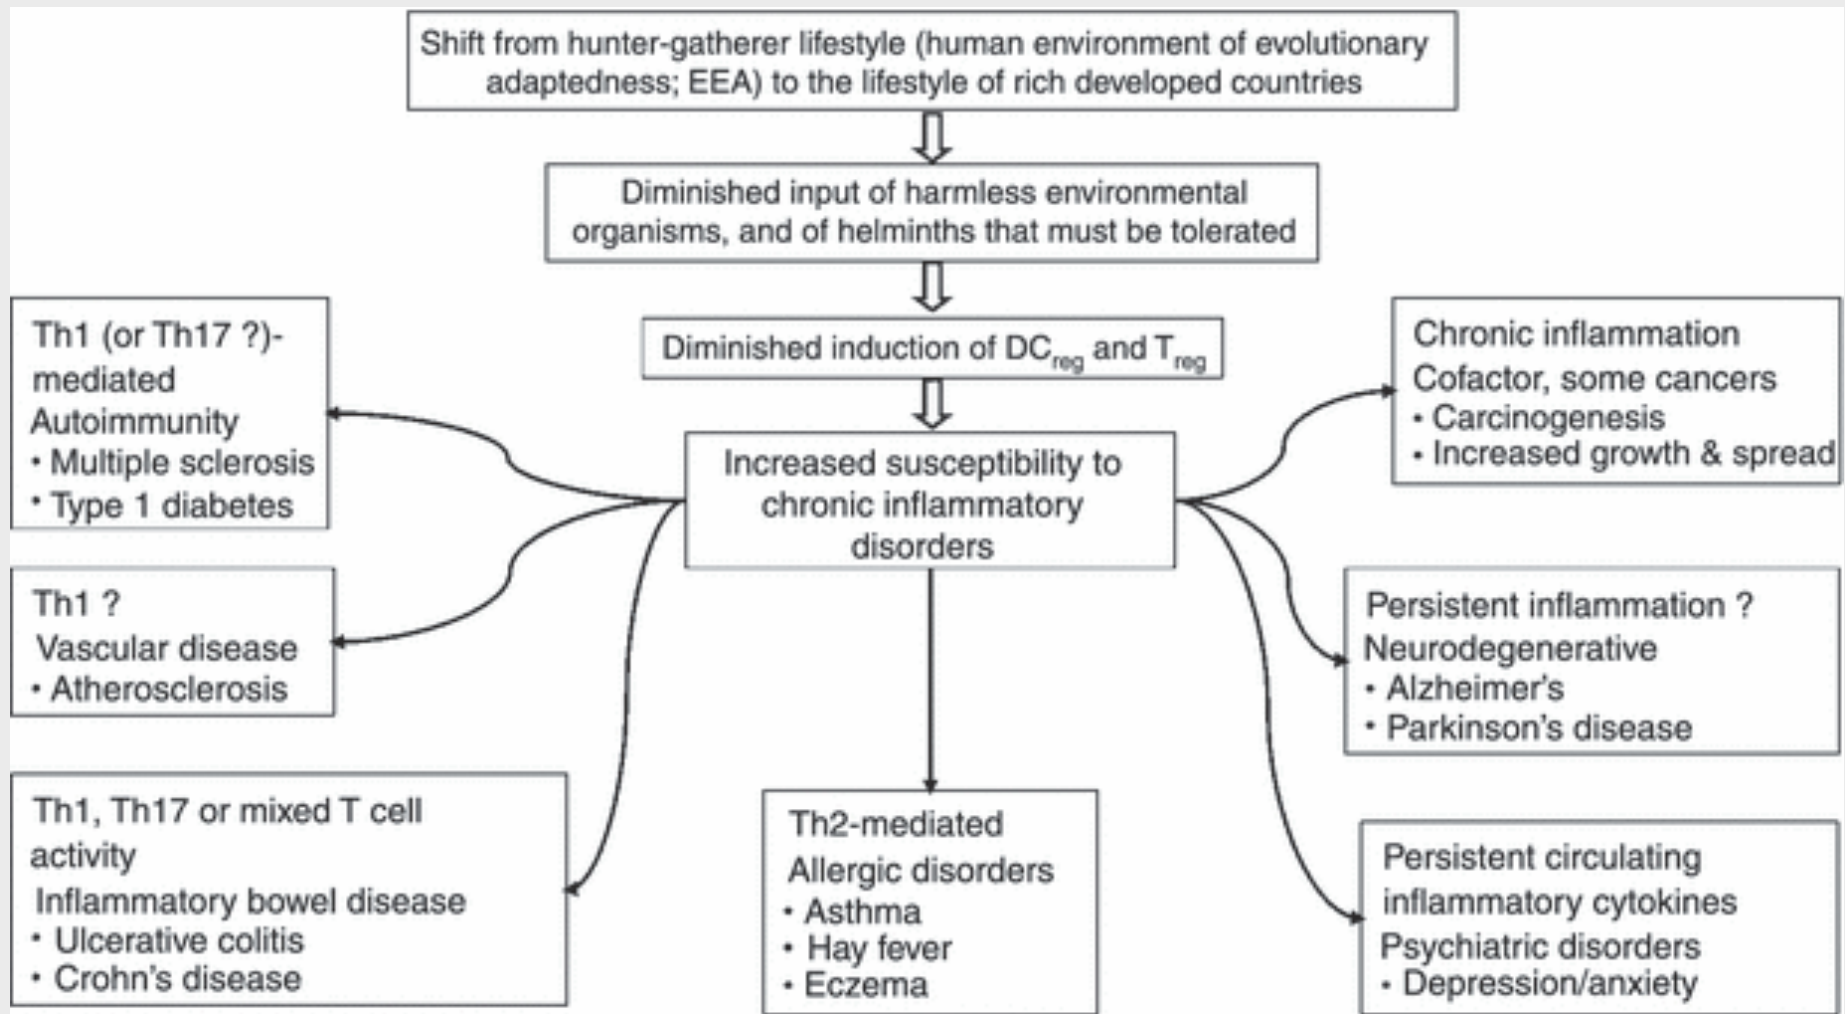 Shift from hunter-gatherer lifestyle (human environment of evolutionary
adaptedness; EEA) to the lifestyle of rich developed countries
Diminished input of harmless environmental
organisms, and of helminths that must be tolerated
Diminished induction of DCreg and Treg
Increased susceptibility to
chronic inflammatory
disorders
Th1 (or Th17 ?)-
mediated
Autoimmunity
• Multiple sclerosis
• Type 1 diabetes
Th1 ?
Vascular disease
• Atherosclerosis
Th1, Th17 or mixed T cell
activity
Inflammatory bowel disease
• Ulcerative colitis
• Crohn's disease
Th2-mediated
Allergic disorders
• Asthma
• Hay fever
• Eczema
Chronic inflammation
Cofactor, some cancers
• Carcinogenesis
• Increased growth & spread
Persistent inflammation ?
Neurodegenerative
• Alzheimer's
• Parkinson's disease
Persistent circulating
inflammatory cytokines
Psychiatric disorders
• Depression/anxiety